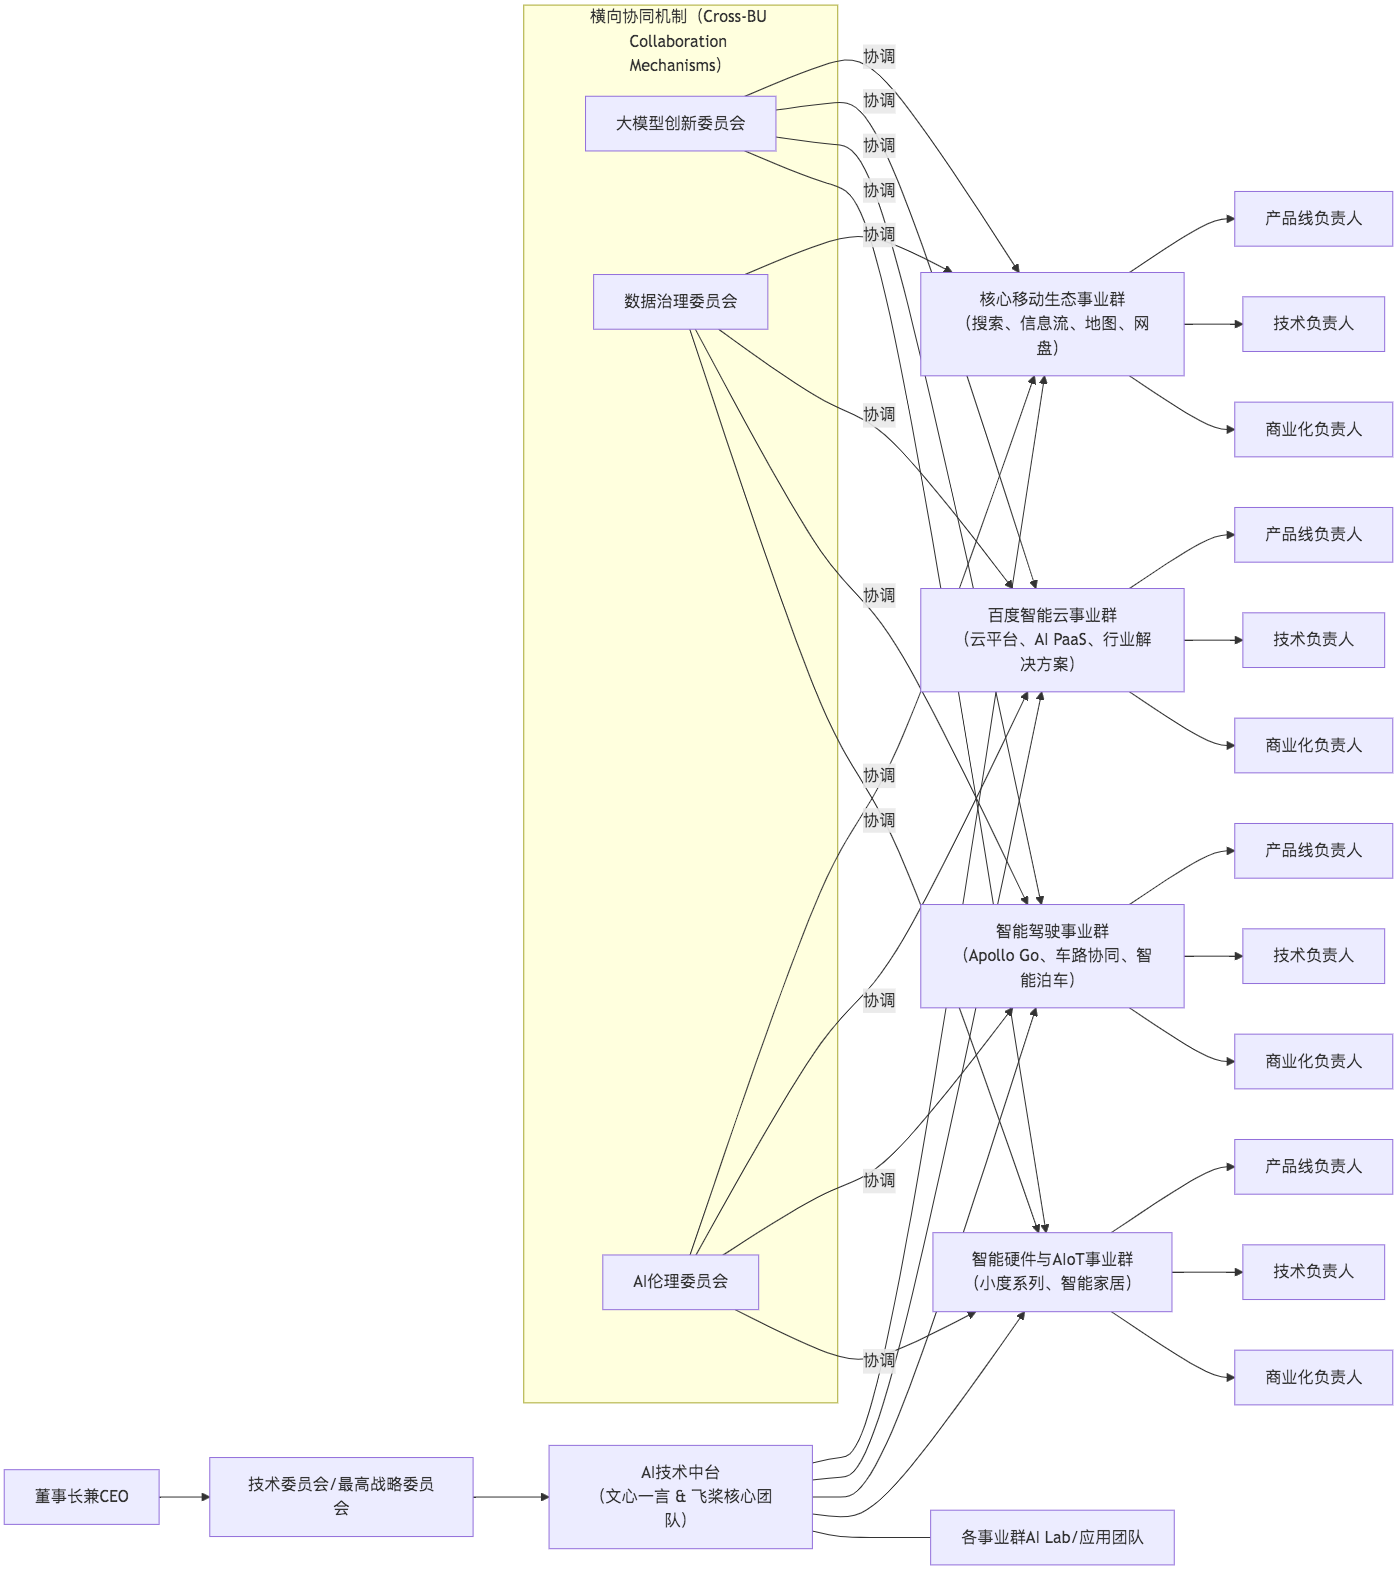 横向协同机制（Cross-BU
Collaboration
Mechanisms）
大模型创新委员会
数据治理委员会
AI伦理委员会
协调
协调
协调
协调
协调
协调
协调
协调
协调
协调
协调
协调
核心移动生态事业群
（搜索、信息流、地图、网
盘）
产品线负责人
技术负责人
商业化负责人
百度智能云事业群
（云平台、AI PaaS、行业解
决方案）
产品线负责人
技术负责人
商业化负责人
智能驾驶事业群
（Apollo Go、车路协同、智
能泊车）
产品线负责人
技术负责人
商业化负责人
智能硬件与AIoT事业群
（小度系列、智能家居）
产品线负责人
技术负责人
商业化负责人
董事长兼CEO
技术委员会/最高战略委员
会
AI技术中台
（文心一言 & 飞桨核心团
队）
各事业群AI Lab/应用团队